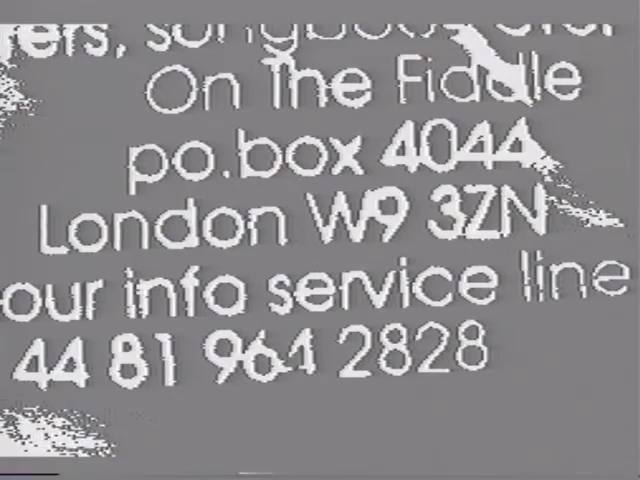 On The Fiddle
po.box 4044
London W9 3ZN
our info service line
44 81 964 2828